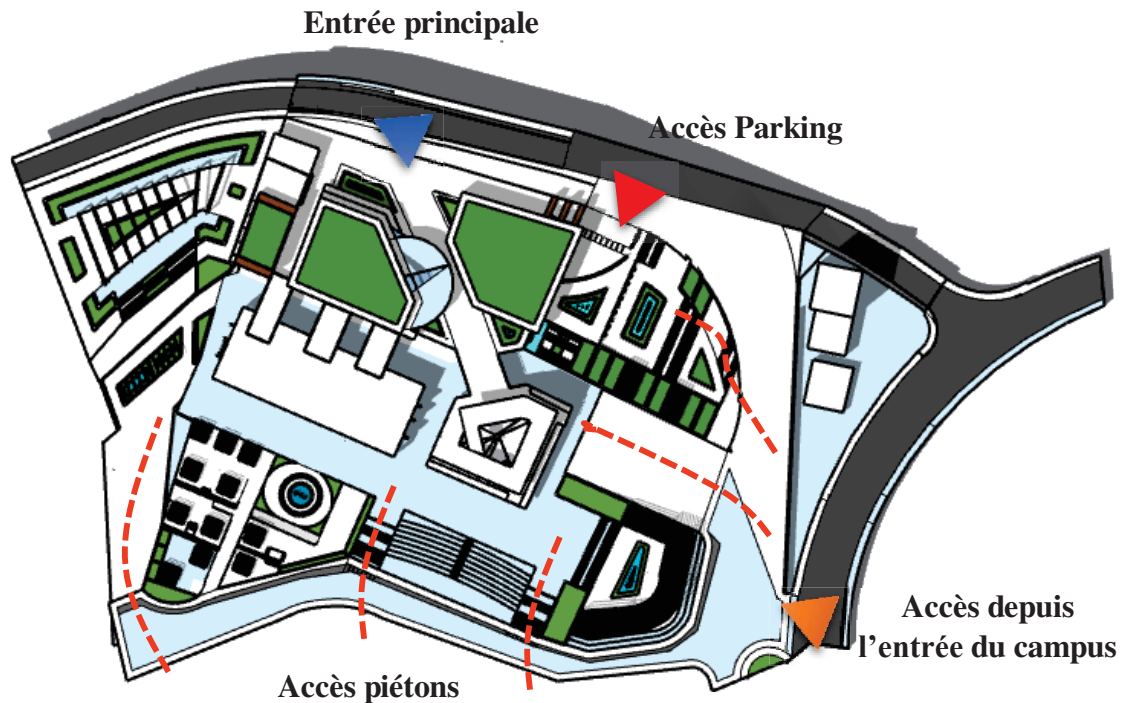 Entrée principale
Accès Parking
Accès depuis
l’entrée du campus
Accès piétons